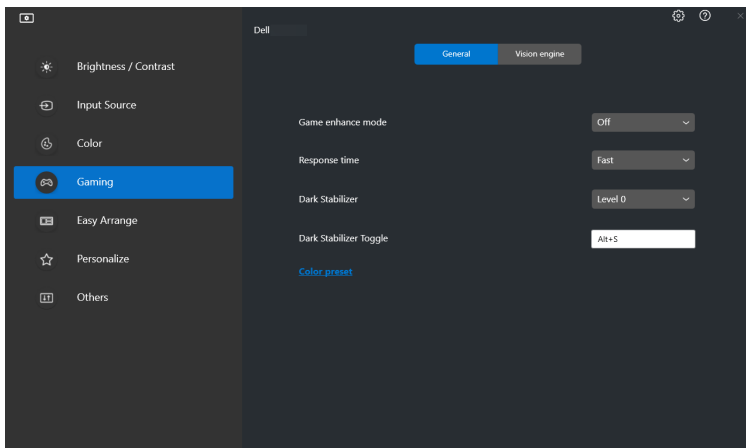 Dell
General
Vision engine
Brightness / Contrast
Input Source
Color
Gaming
Easy Arrange
Personalize
Others
Game enhance mode Off
Response time Fast
Dark Stabilizer Level 0
Dark Stabilizer Toggle Alt+S
Color preset